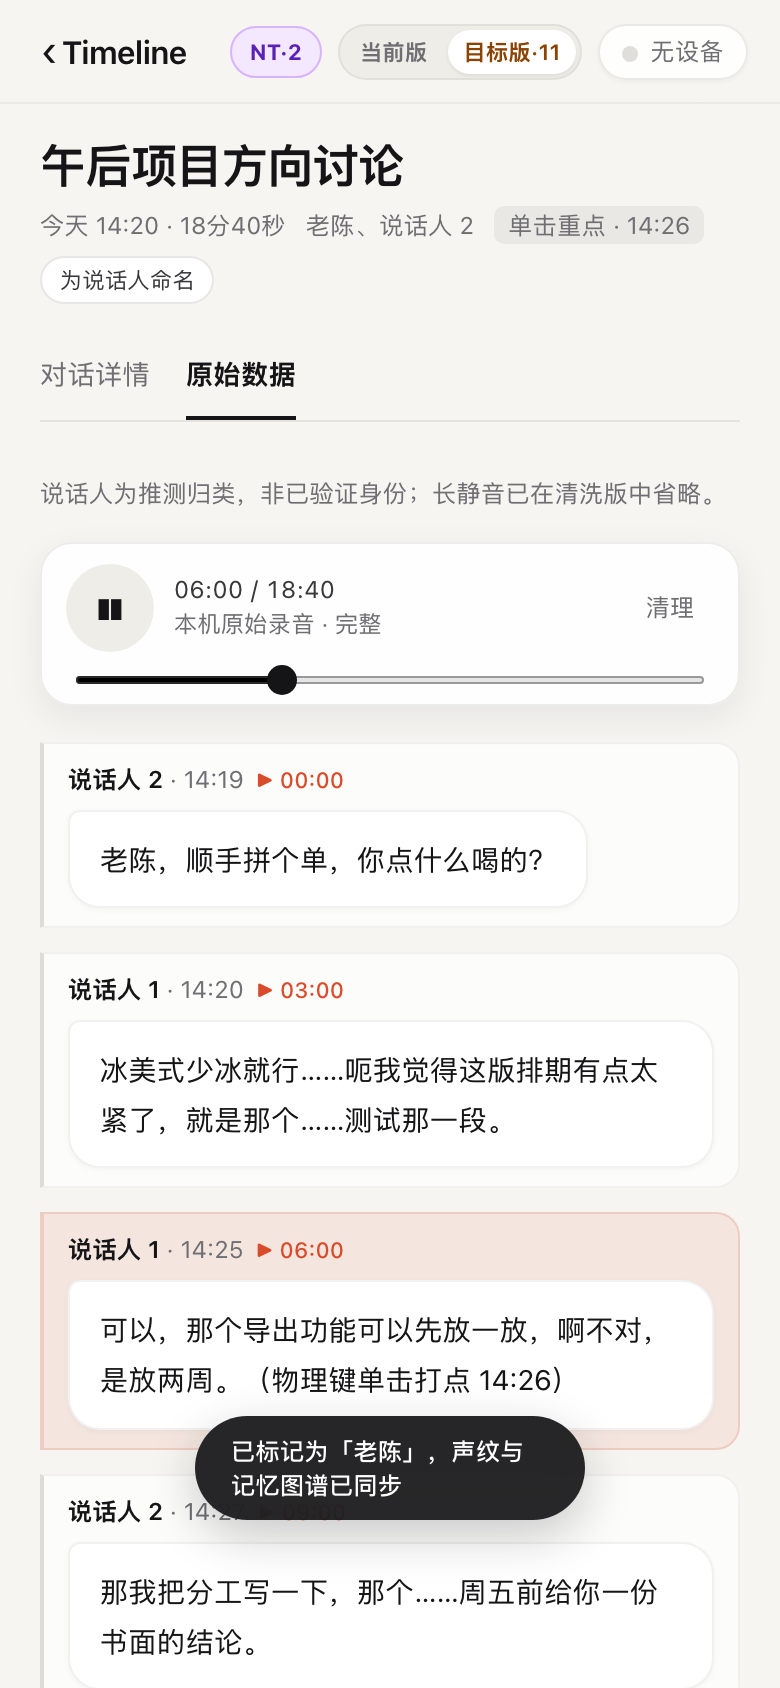 ‹ Timeline
NT·2
当前版
目标版·11
无设备
午后项目方向讨论
今天 14:20 · 18分40秒 老陈、说话人 2 单击重点 · 14:26
为说话人命名
对话详情
原始数据
说话人为推测归类，非已验证身份；长静音已在清洗版中省略。
06:00 / 18:40
本机原始录音 · 完整
清理
说话人 2 · 14:19 ▶ 00:00
老陈，顺手拼个单，你点什么喝的?
说话人 1 · 14:20 ▶ 03:00
冰美式少冰就行……呃我觉得这版排期有点太
紧了，就是那个……测试那一段。
说话人 1 · 14:25 ▶ 06:00
可以，那个导出功能可以先放一放，啊不对，
是放两周。（物理键单击打点 14:26）
已标记为「老陈」，声纹与
记忆图谱已同步
说话人 2 · 14:27 ▶ 09:00
那我把分工写一下，那个……周五前给你一份
书面的结论。